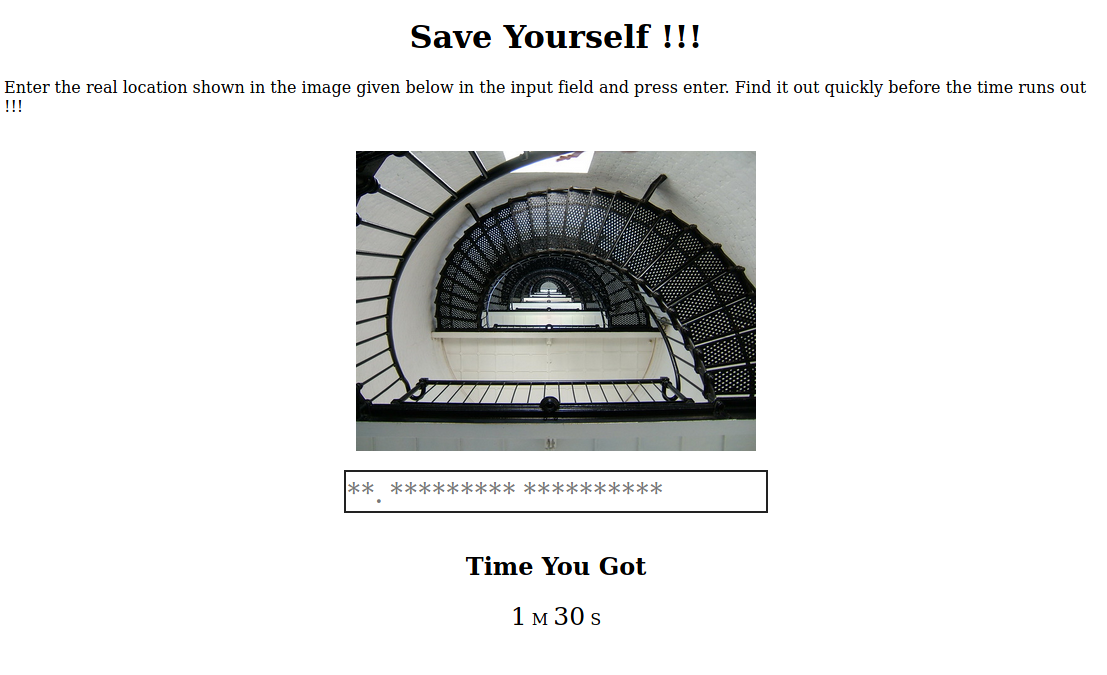 Save Yourself !!!
Enter the real location shown in the image given below in the input field and press enter. Find it out quickly before the time runs out
!!!
**. ********* **********
Time You Got
1 M 30 S